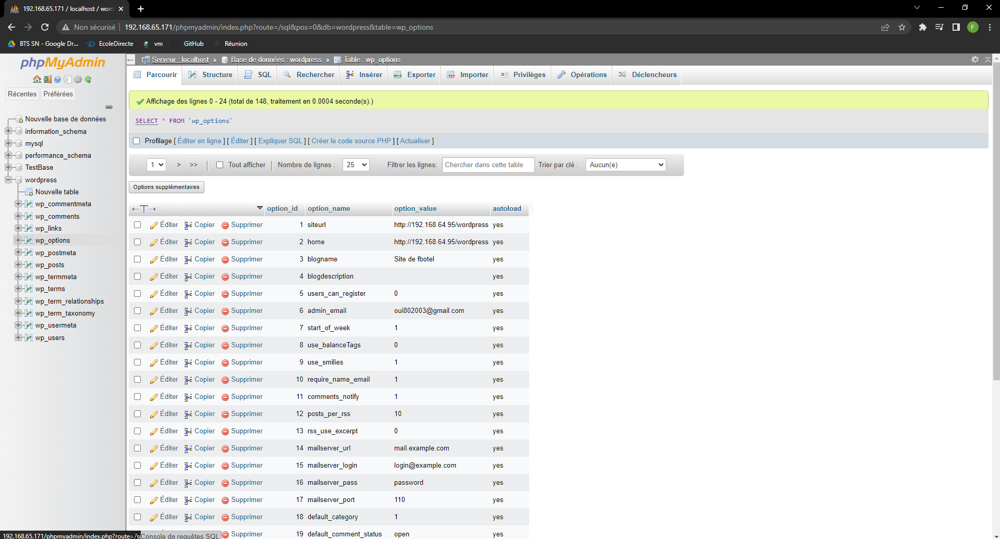 192.168.65.171 / localhost / word
Non sécurisé 192.168.65.171/phpmyadmin/index.php?route=/sql&pos=0&db=wordpress&table=wp_options F
BTS SN - Google Dr... EcoleDirecte vm GitHub Réunion
phpMyAdmin
Récentes Préférées
Nouvelle base de données
information_schema
mysql
performance_schema
TestBase
wordpress
Nouvelle table
wp_commentmeta
wp_comments
wp_links
wp_options
wp_postmeta
wp_posts
wp_termmeta
wp_terms
wp_term_relationships
wp_term_taxonomy
wp_usermeta
wp_users
Serveur : localhost » Base de données : wordpress » Table : wp_options
Parcourir Structure SQL Rechercher Insérer Exporter Importer Privilèges Opérations Déclencheurs
Affichage des lignes 0 - 24 (total de 148, traitement en 0.0004 seconde(s).)
SELECT * FROM `wp_options`
Profilage [ Éditer en ligne ] [ Éditer ] [ Expliquer SQL ] [ Créer le code source PHP ] [ Actualiser ]
1 > >> Tout afficher Nombre de lignes : 25 Filtrer les lignes: Chercher dans cette table Trier par clé : Aucun(e)
Options supplémentaires
option_id option_name option_value autoload
Éditer Copier Supprimer 1 siteurl http://192.168.64.95/wordpress yes
Éditer Copier Supprimer 2 home http://192.168.64.95/wordpress yes
Éditer Copier Supprimer 3 blogname Site de fbotel yes
Éditer Copier Supprimer 4 blogdescription yes
Éditer Copier Supprimer 5 users_can_register 0 yes
Éditer Copier Supprimer 6 admin_email oui802003@gmail.com yes
Éditer Copier Supprimer 7 start_of_week 1 yes
Éditer Copier Supprimer 8 use_balanceTags 0 yes
Éditer Copier Supprimer 9 use_smilies 1 yes
Éditer Copier Supprimer 10 require_name_email 1 yes
Éditer Copier Supprimer 11 comments_notify 1 yes
Éditer Copier Supprimer 12 posts_per_rss 10 yes
Éditer Copier Supprimer 13 rss_use_excerpt 0 yes
Éditer Copier Supprimer 14 mailserver_url mail.example.com yes
Éditer Copier Supprimer 15 mailserver_login login@example.com yes
Éditer Copier Supprimer 16 mailserver_pass password yes
Éditer Copier Supprimer 17 mailserver_port 110 yes
Éditer Copier Supprimer 18 default_category 1 yes
Supprimer 19 default_comment_status open yes
192.168.65.171/phpmyadmin/index.php?route=/s Console de requêtes SQL